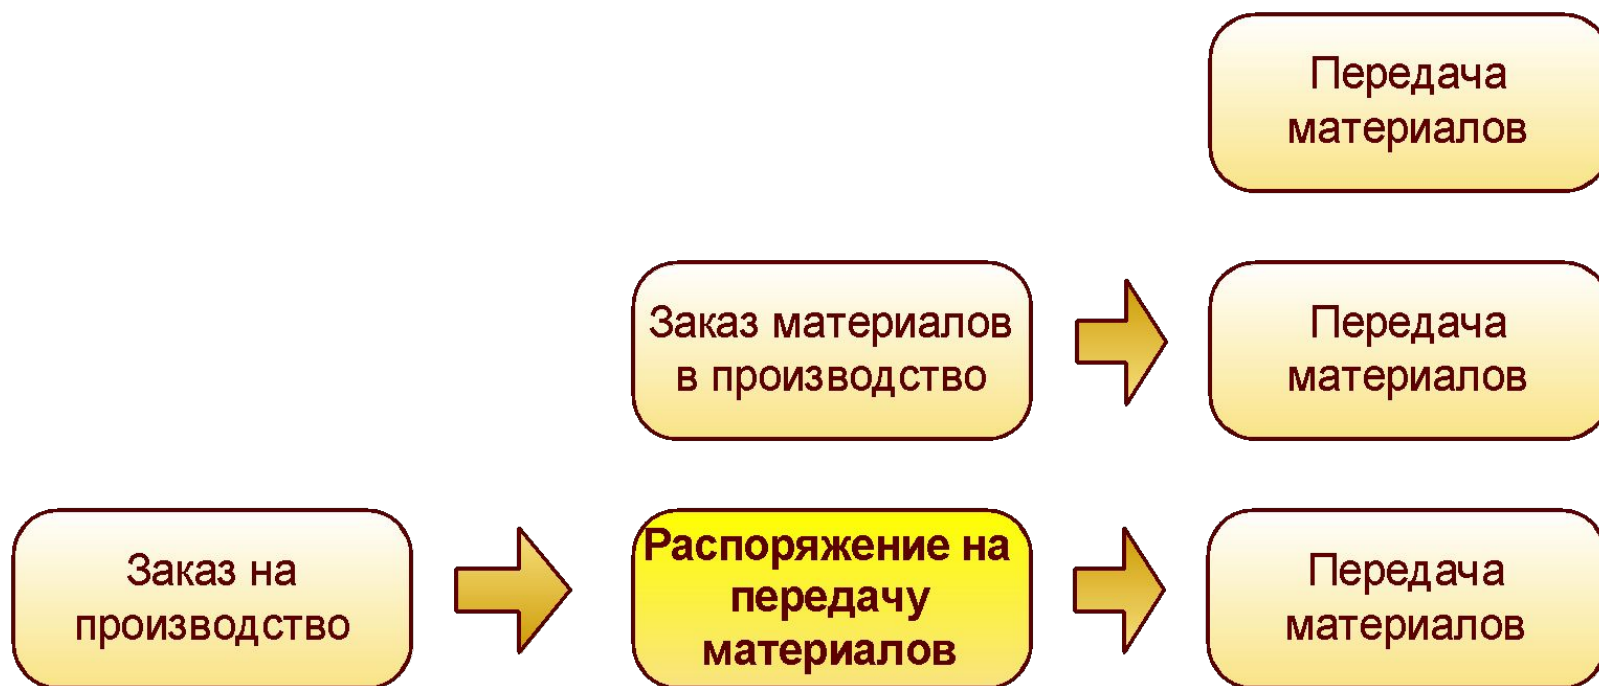 Передача
материалов
Заказ материалов
в производство
Передача
материалов
Заказ на
производство
Распоряжение на
передачу
материалов
Передача
материалов